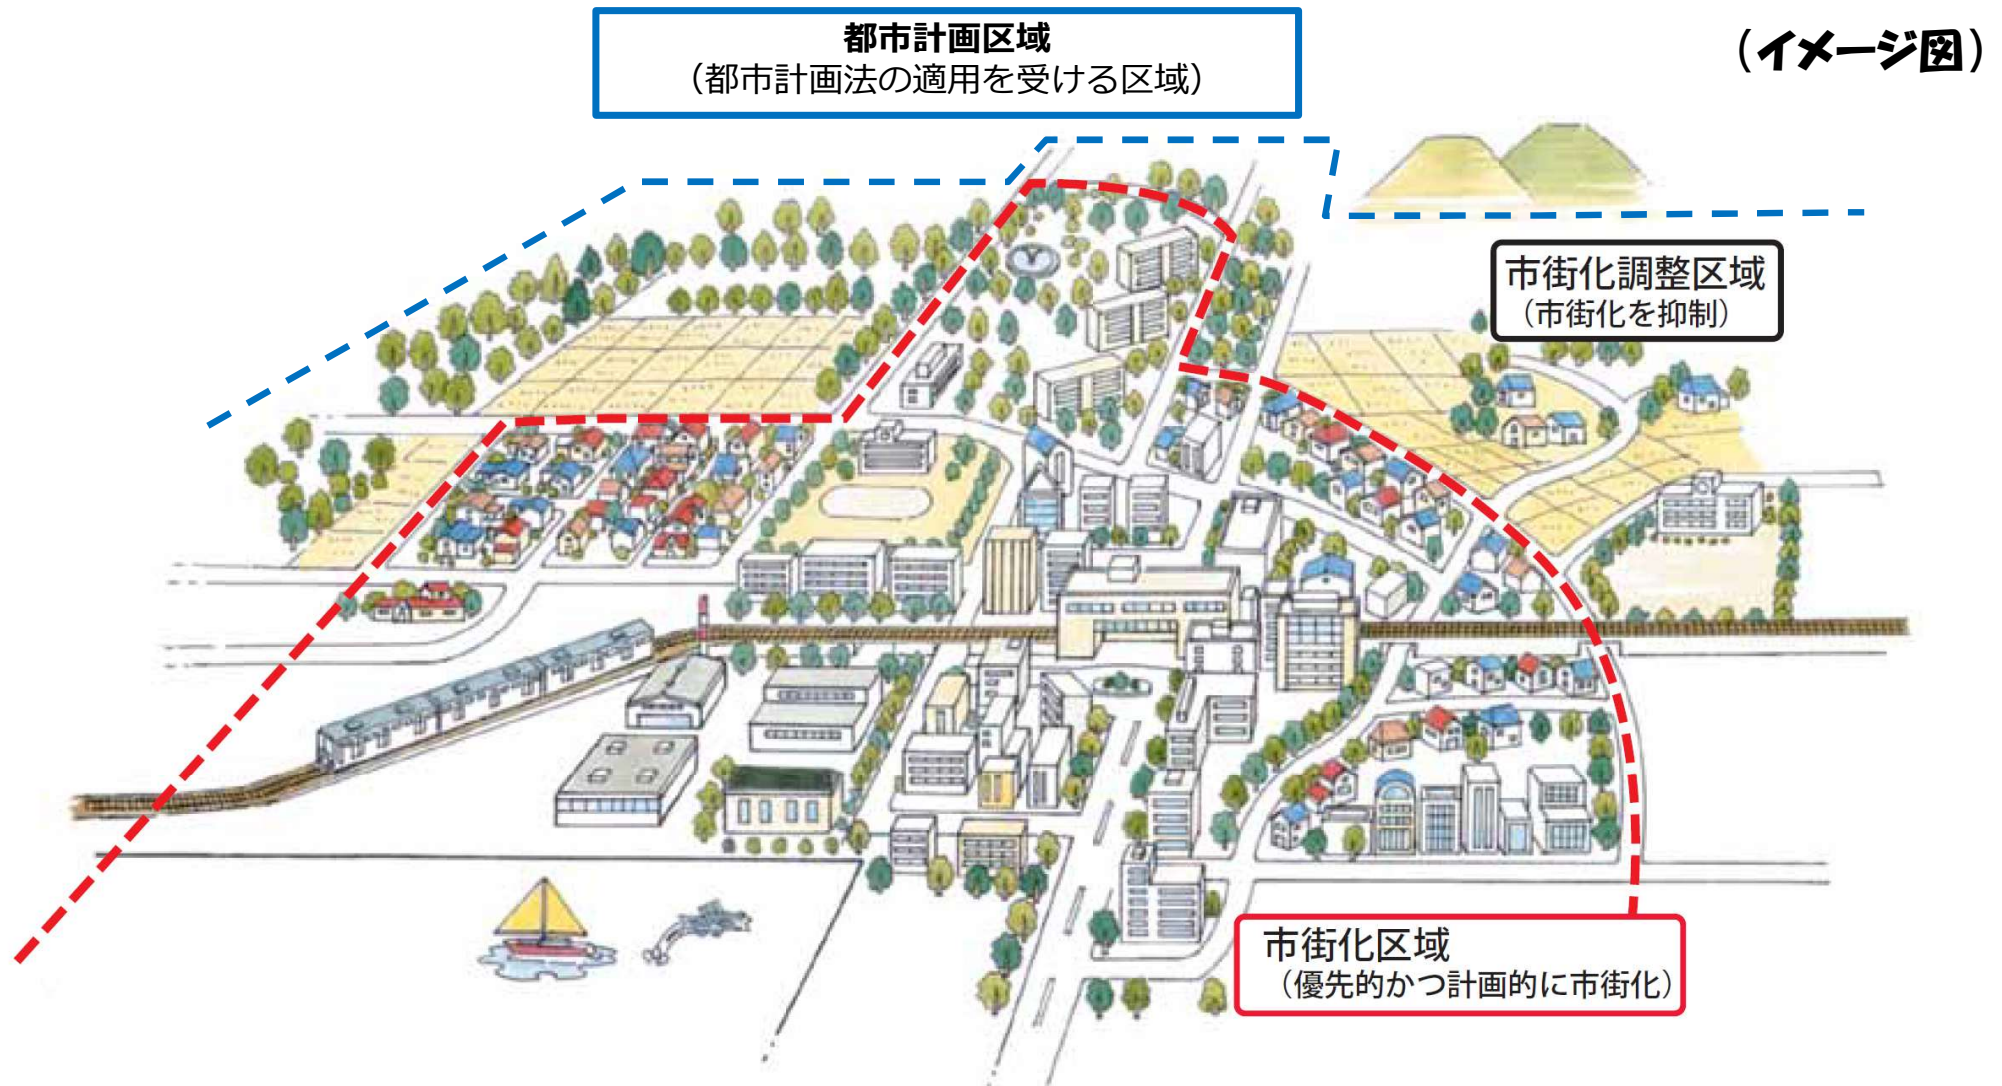 都市計画区域
（都市計画法の適用を受ける区域）
（イメージ図）
市街化調整区域
（市街化を抑制）
市街化区域
（優先的かつ計画的に市街化）